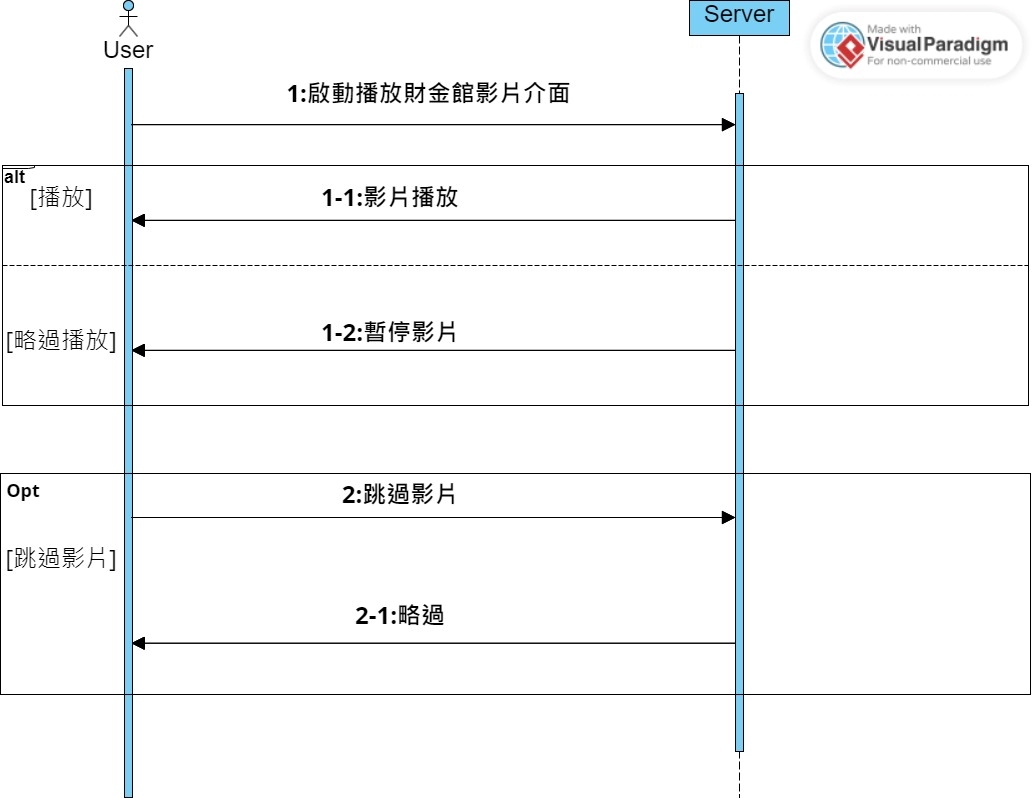 User
Server
Made with
Visual Paradigm
For non-commercial use
1:啟動播放財金館影片介面
alt
[播放]
1-1:影片播放
[略過播放]
1-2:暫停影片
Opt
2:跳過影片
[跳過影片]
2-1:略過